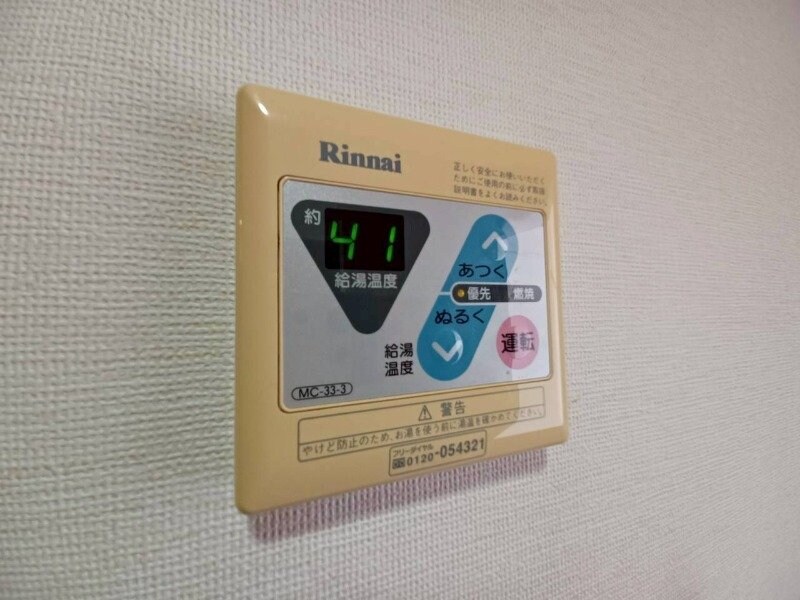 Rinnai
正しく安全にお使いいただく
ためにご使用の前に必ず取扱
説明書をよくお読みください。
約
41
給湯温度
あつく
優先 燃焼
ぬるく
給湯
温度
運転
MC-33-3
警告
やけど防止のため、お湯を使う前に湯温を確かめてください。
フリーダイヤル
0120-054321